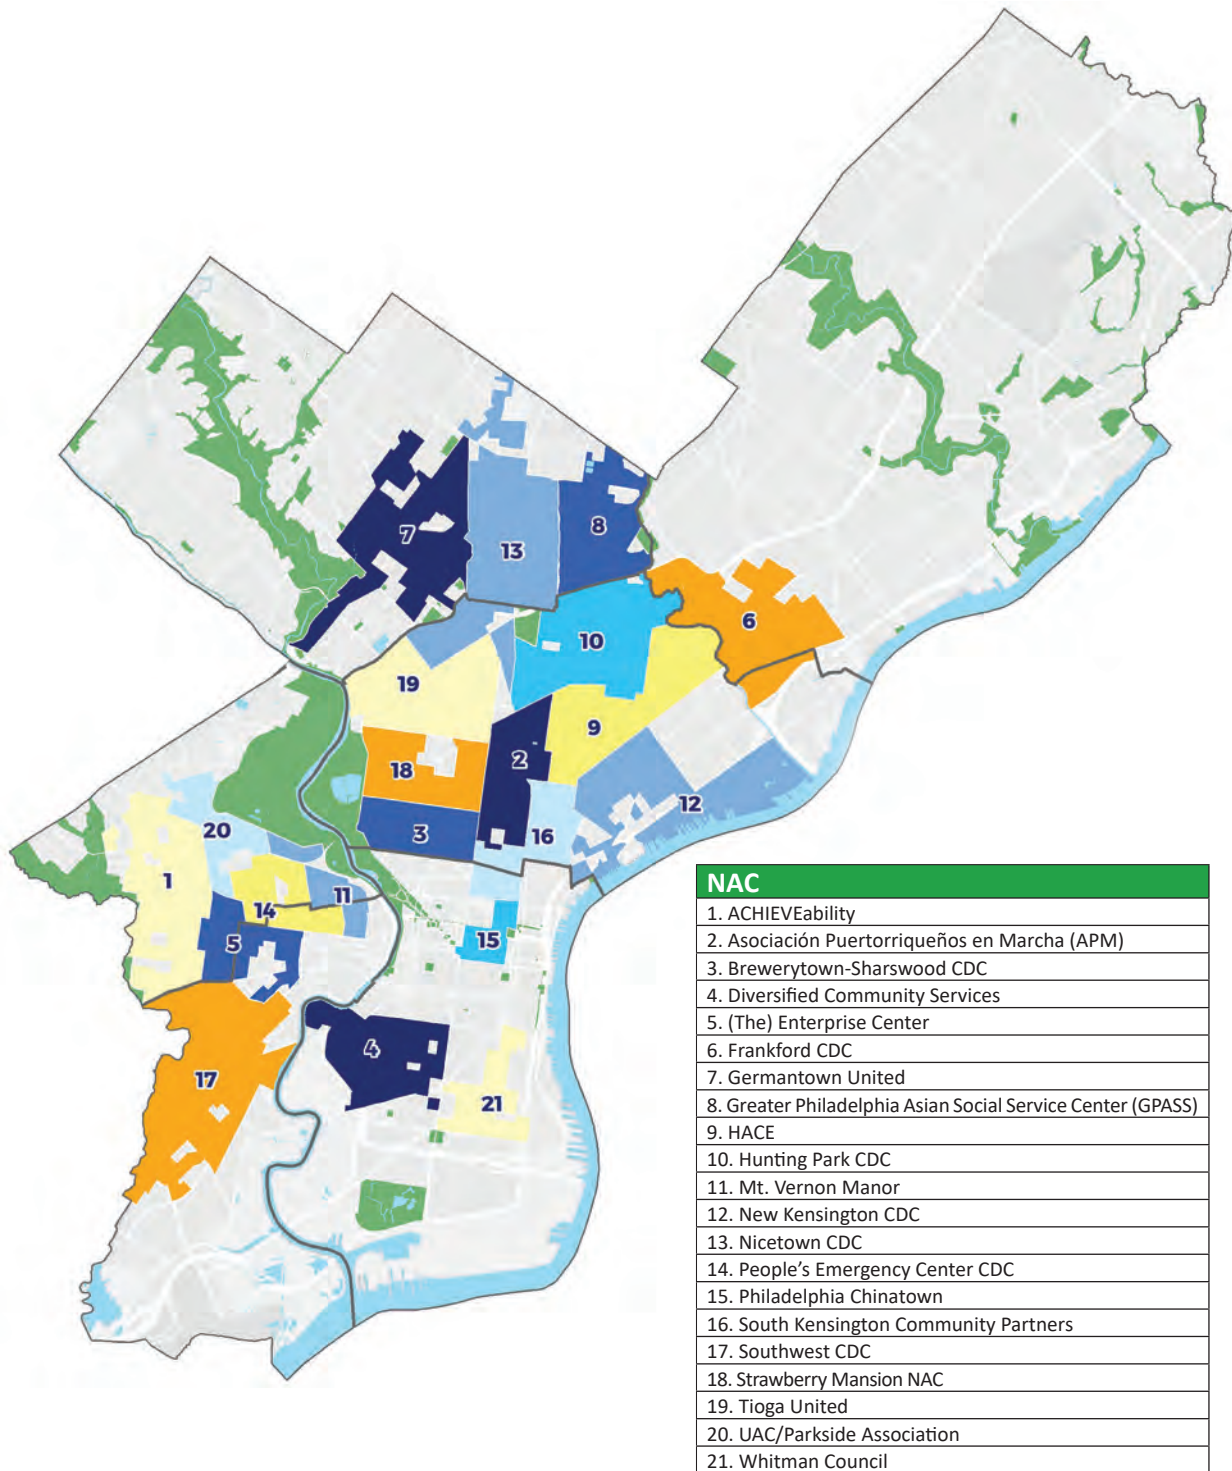 7
13
8
6
10
19
9
2
18
12
3
16
20
1
11
14
5
15
4
17
21
NAC
1. ACHIEVEability
2. Asociación Puertorriqueños en Marcha (APM)
3. Brewerytown-Sharswood CDC
4. Diversified Community Services
5. (The) Enterprise Center
6. Frankford CDC
7. Germantown United
8. Greater Philadelphia Asian Social Service Center (GPASS)
9. HACE
10. Hunting Park CDC
11. Mt. Vernon Manor
12. New Kensington CDC
13. Nicetown CDC
14. People’s Emergency Center CDC
15. Philadelphia Chinatown
16. South Kensington Community Partners
17. Southwest CDC
18. Strawberry Mansion NAC
19. Tioga United
20. UAC/Parkside Association
21. Whitman Council